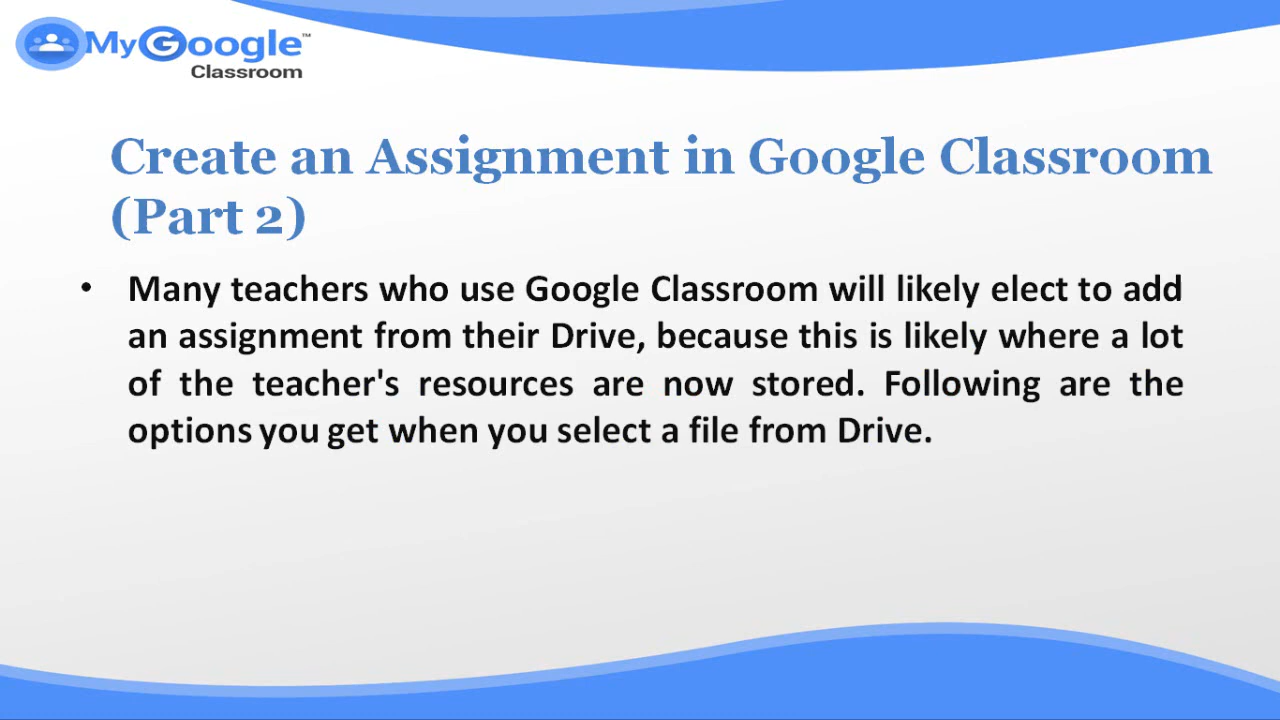 MyGoogle™
Classroom
Create an Assignment in Google Classroom
(Part 2)
• Many teachers who use Google Classroom will likely elect to add
an assignment from their Drive, because this is likely where a lot
of the teacher's resources are now stored. Following are the
options you get when you select a file from Drive.